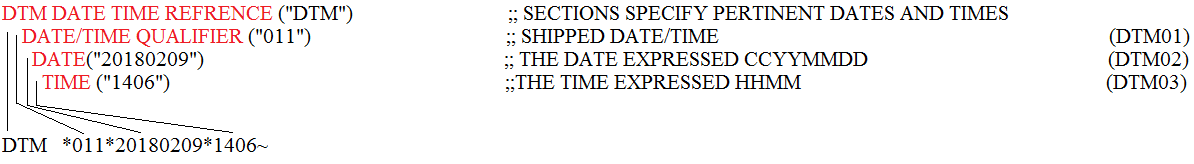 DTM DATE TIME REFRENCE ("DTM") ;; SECTIONS SPECIFY PERTINENT DATES AND TIMES
DATE/TIME QUALIFIER ("011") ;; SHIPPED DATE/TIME (DTM01)
DATE("20180209") ;; THE DATE EXPRESSED CCYYMMDD (DTM02)
TIME ("1406") ;;THE TIME EXPRESSED HHMM (DTM03)
DTM *011*20180209*1406~